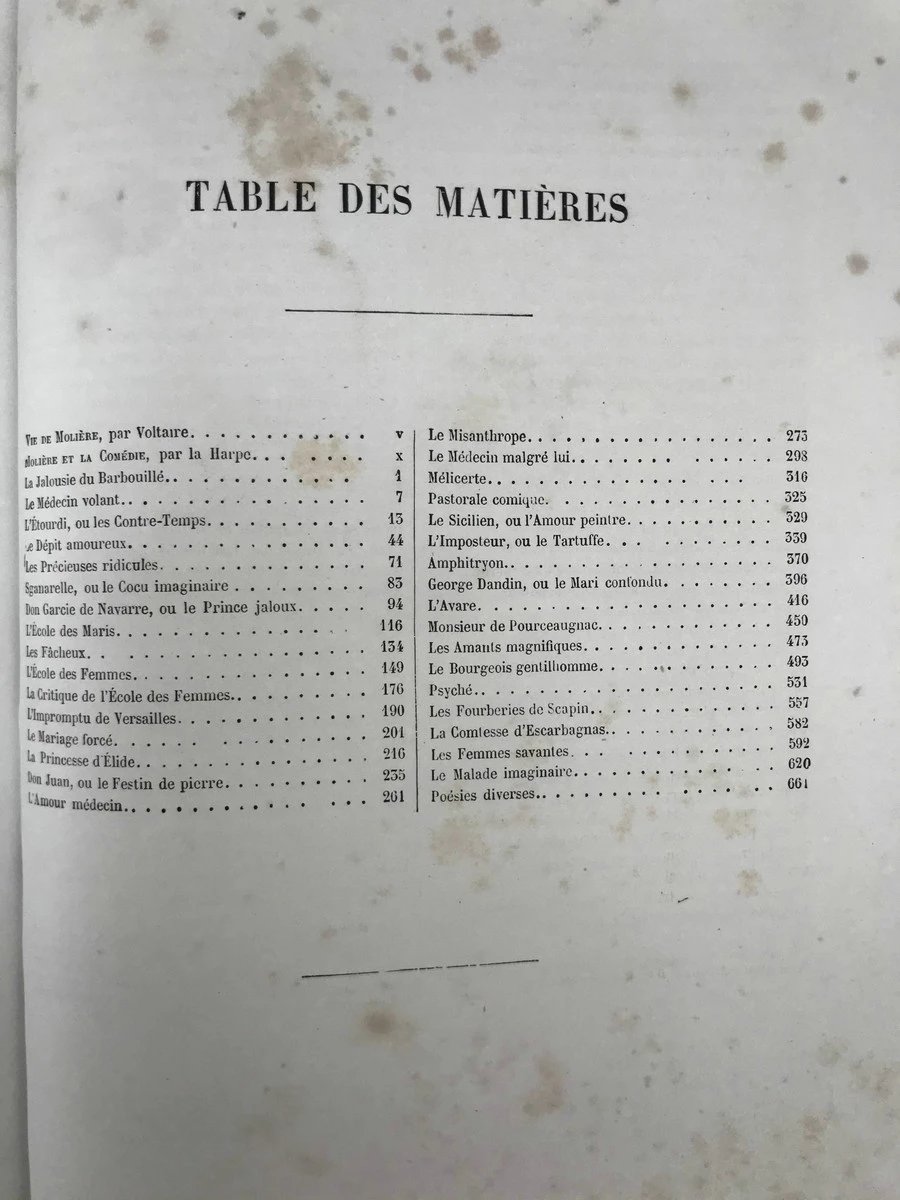 TABLE DES MATIÈRES
VIE DE MOLIÈRE, par Voltaire. . . . . . . . . . . . v
MOLIÈRE ET LA COMÉDIE, par la Harpe. . . . . . . x
La Jalousie du Barbouillé. . . . . . . . . . . . 1
Le Médecin volant. . . . . . . . . . . . . . . 7
L'Étourdi, ou les Contre-Temps. . . . . . . . . . . 13
Le Dépit amoureux. . . . . . . . . . . . . . . 44
Les Précieuses ridicules. . . . . . . . . . . . . 71
Sganarelle, ou le Cocu imaginaire . . . . . . . . . 83
Don Garcie de Navarre, ou le Prince jaloux. . . . . 94
L'École des Maris. . . . . . . . . . . . . . . 116
Les Fâcheux. . . . . . . . . . . . . . . . . 134
L'École des Femmes. . . . . . . . . . . . . . 149
La Critique de l'École des Femmes. . . . . . . . . 176
L'Impromptu de Versailles. . . . . . . . . . . . 190
Le Mariage forcé. . . . . . . . . . . . . . . 201
La Princesse d'Élide. . . . . . . . . . . . . . 216
Don Juan, ou le Festin de pierre. . . . . . . . . . 235
L'Amour médecin. . . . . . . . . . . . . . . 261
Le Misanthrope. . . . . . . . . . . . . . . . 273
Le Médecin malgré lui. . . . . . . . . . . . . 298
Mélicerte. . . . . . . . . . . . . . . . . . 316
Pastorale comique. . . . . . . . . . . . . . . 325
Le Sicilien, ou l'Amour peintre. . . . . . . . . . 329
L'Imposteur, ou le Tartuffe. . . . . . . . . . . . 339
Amphitryon. . . . . . . . . . . . . . . . . 370
George Dandin, ou le Mari confondu. . . . . . . . 396
L'Avare. . . . . . . . . . . . . . . . . . . 416
Monsieur de Pourceaugnac. . . . . . . . . . . . 450
Les Amants magnifiques. . . . . . . . . . . . . 473
Le Bourgeois gentilhomme. . . . . . . . . . . . 493
Psyché. . . . . . . . . . . . . . . . . . . 531
Les Fourberies de Scapin. . . . . . . . . . . . . 557
La Comtesse d'Escarbagnas. . . . . . . . . . . . 582
Les Femmes savantes . . . . . . . . . . . . . . 592
Le Malade imaginaire. . . . . . . . . . . . . . 620
Poésies diverses. . . . . . . . . . . . . . . . 661